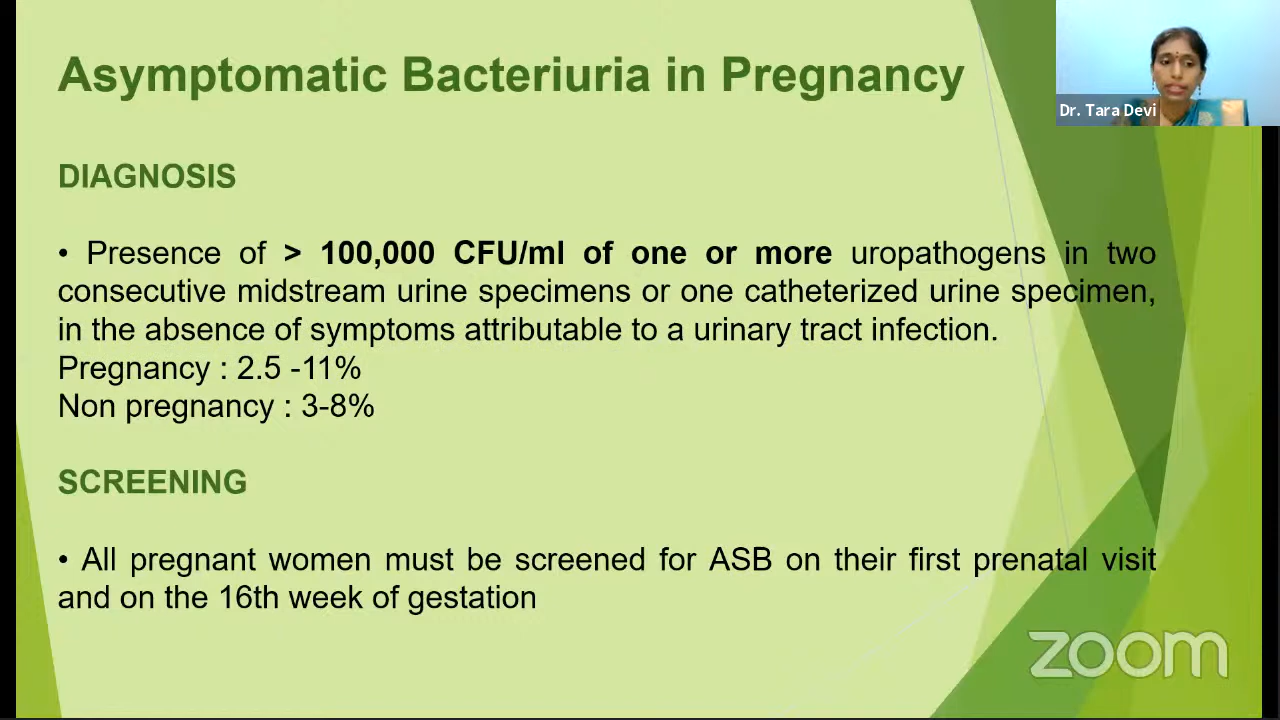 Asymptomatic Bacteriuria in Pregnancy
Dr. Tara Devi
DIAGNOSIS
• Presence of > 100,000 CFU/ml of one or more uropathogens in two
consecutive midstream urine specimens or one catheterized urine specimen,
in the absence of symptoms attributable to a urinary tract infection.
Pregnancy : 2.5 -11%
Non pregnancy : 3-8%
SCREENING
• All pregnant women must be screened for ASB on their first prenatal visit
and on the 16th week of gestation
zoom